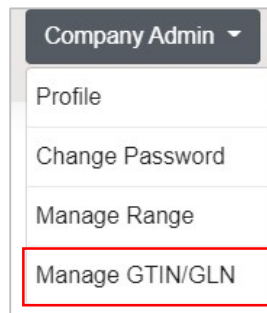 Company Admin
Profile
Change Password
Manage Range
Manage GTIN/GLN